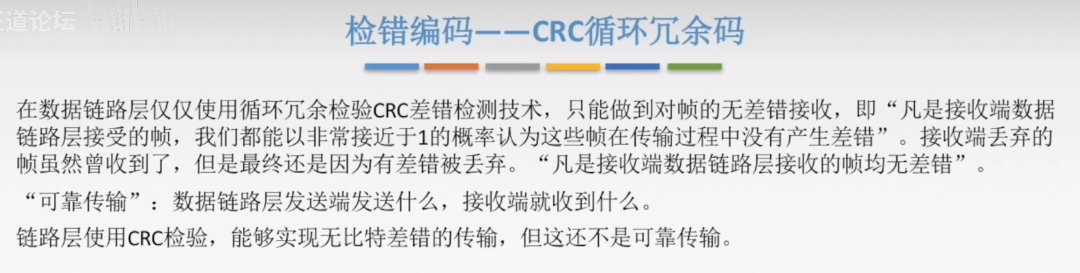 王道论坛
检错编码——CRC循环冗余码
在数据链路层仅仅使用循环冗余检验CRC差错检测技术，只能做到对帧的无差错接收，即“凡是接收端数据
链路层接受的帧，我们都能以非常接近于1的概率认为这些帧在传输过程中没有产生差错”。接收端丢弃的
帧虽然曾收到了，但是最终还是因为有差错被丢弃。“凡是接收端数据链路层接收的帧均无差错”。
“可靠传输”：数据链路层发送端发送什么，接收端就收到什么。
链路层使用CRC检验，能够实现无比特差错的传输，但这还不是可靠传输。